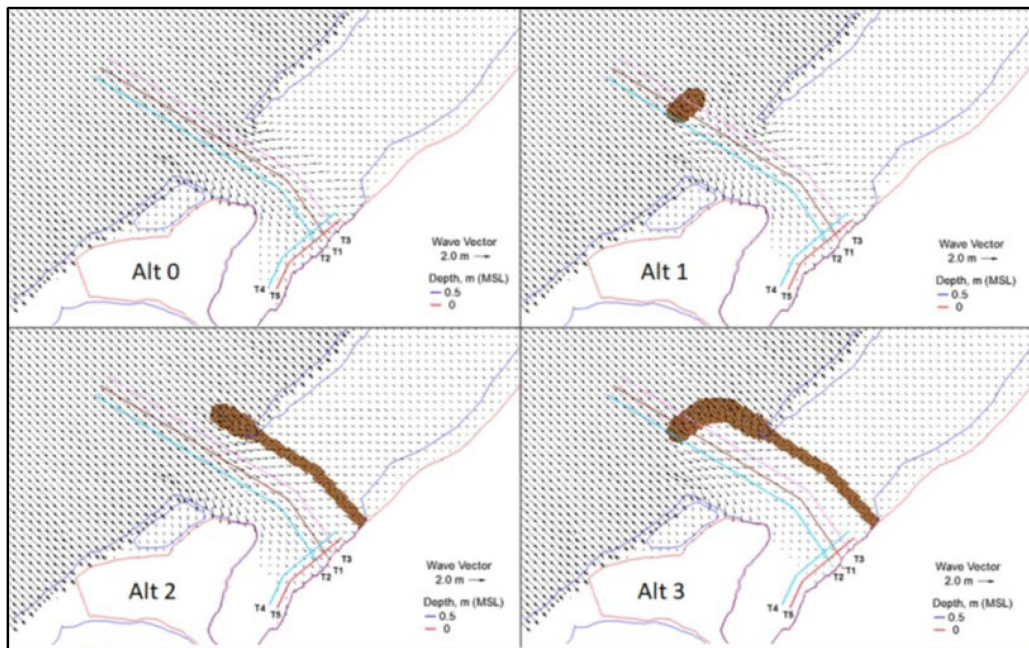 Alt 0
T3
T1
T2
T4
T5
Wave Vector
2.0 m
Depth, m (MSL)
0.5
0
Alt 1
T3
T1
T2
T4
T5
Wave Vector
2.0 m
Depth, m (MSL)
0.5
0
Alt 2
T3
T1
T2
T4
T5
Wave Vector
2.0 m
Depth, m (MSL)
0.5
0
Alt 3
T3
T1
T2
T4
T5
Wave Vector
2.0 m
Depth, m (MSL)
0.5
0